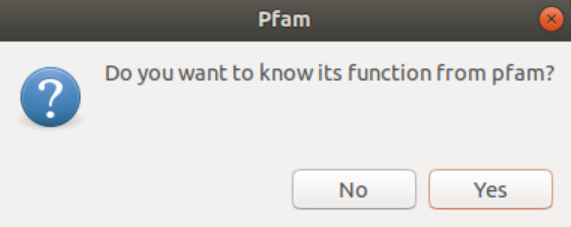 Pfam
Do you want to know its function from pfam?
No
Yes